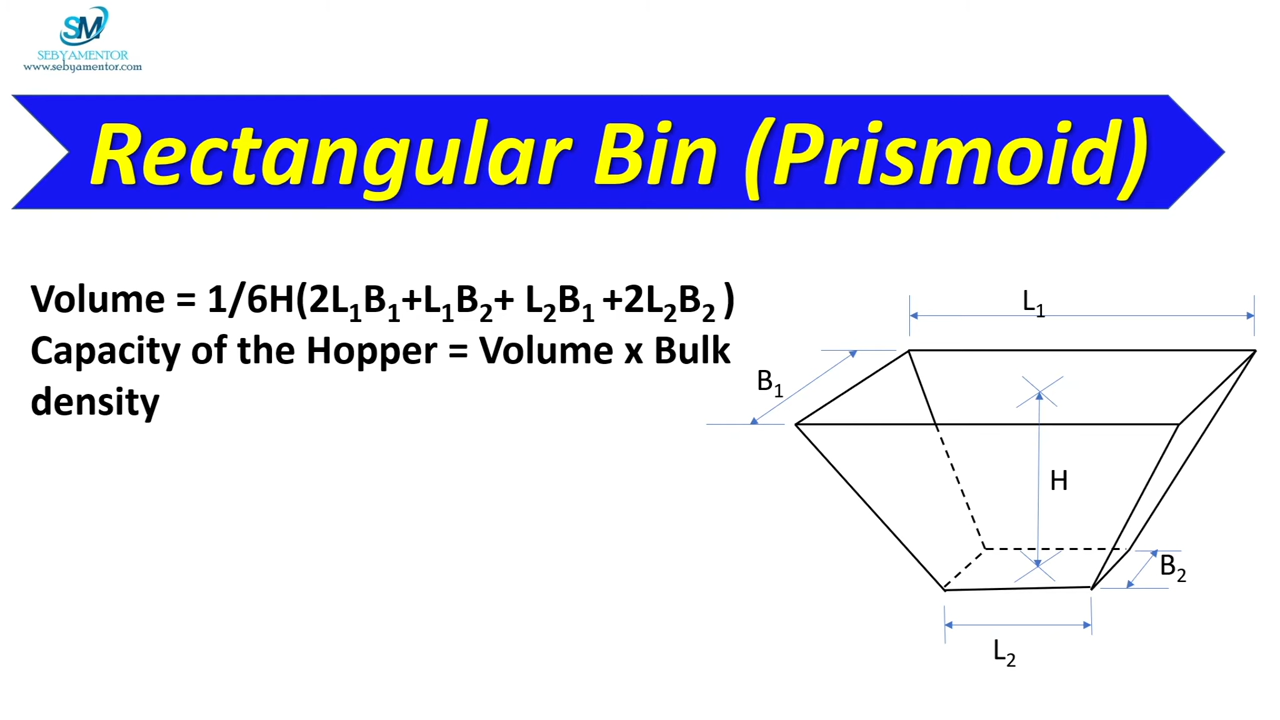 SM
SEBYAMENTOR
www.sebyamentor.com
Rectangular Bin (Prismoid)
Volume = 1/6H(2L₁B₁+L₁B₂+ L₂B₁ +2L₂B₂ )
Capacity of the Hopper = Volume x Bulk
density
L₁
B₁
H
B₂
L₂